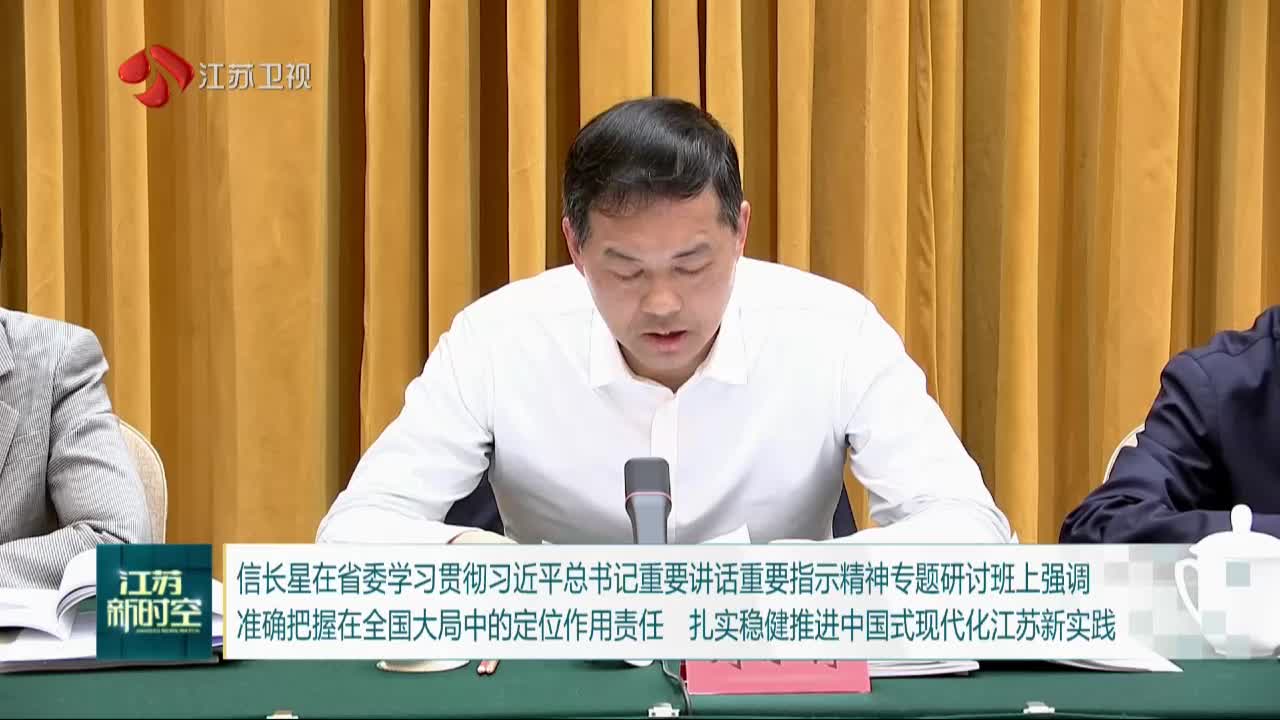 江苏卫视
江苏
新时空
JIANGSU NEWS WATCH
信长星在省委学习贯彻习近平总书记重要讲话重要指示精神专题研讨班上强调
准确把握在全国大局中的定位作用责任 扎实稳健推进中国式现代化江苏新实践